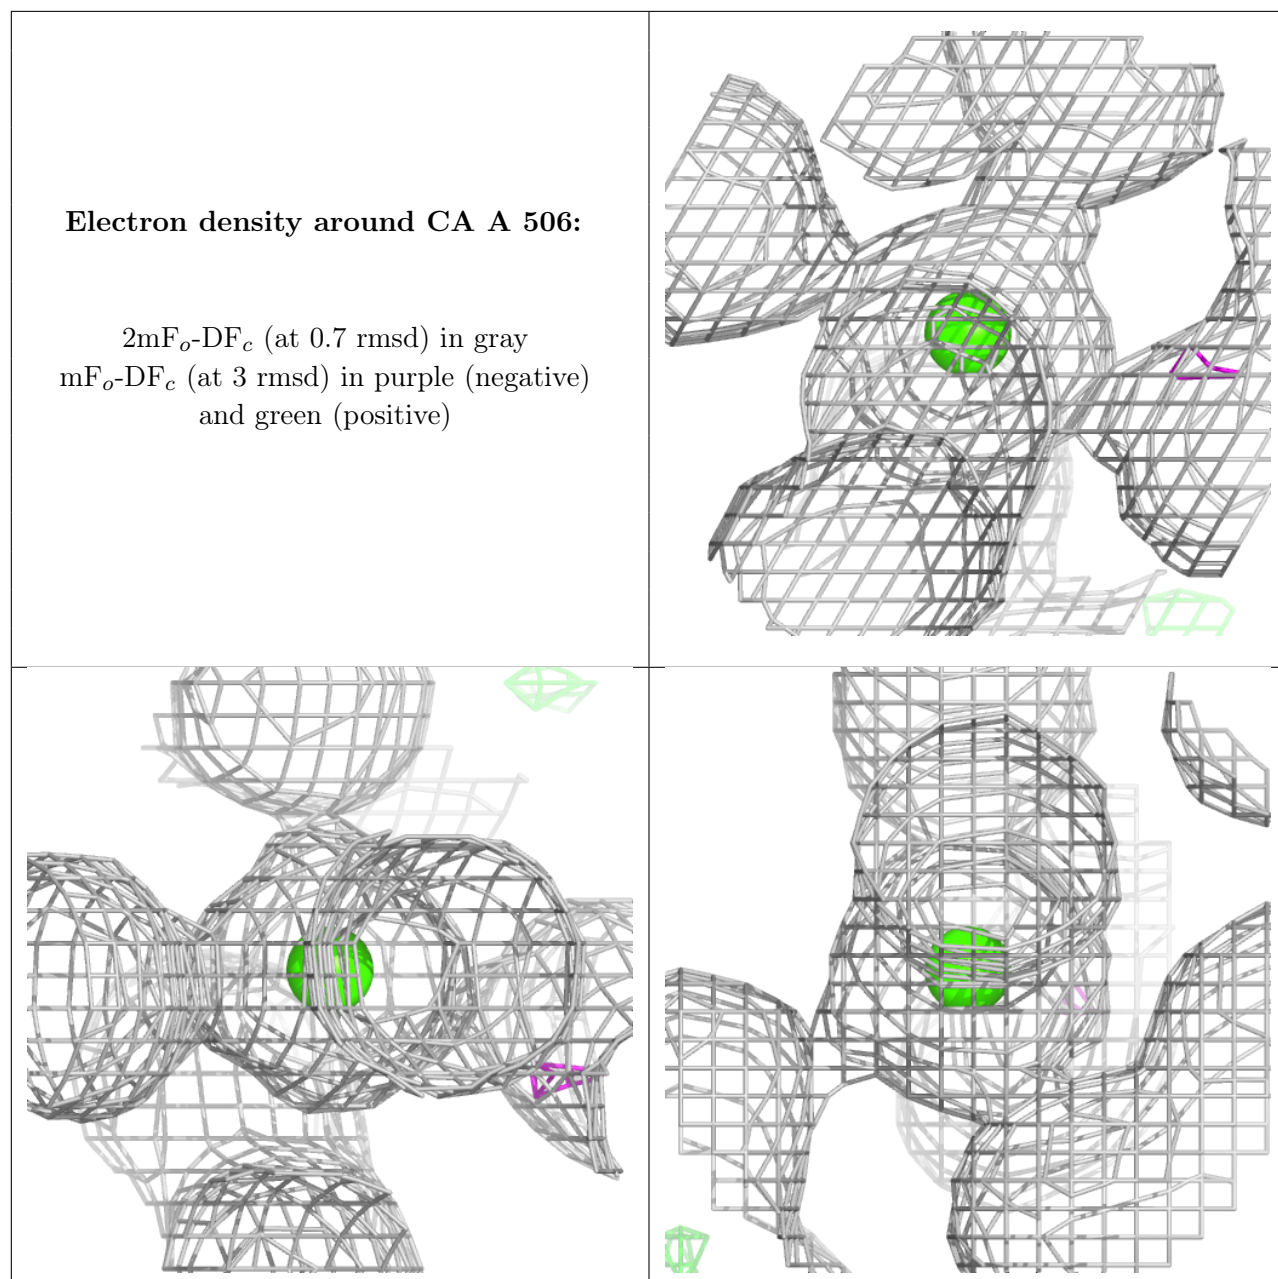 Electron density around CA A 506:
2mFo-DFc (at 0.7 rmsd) in gray
mFo-DFc (at 3 rmsd) in purple (negative)
and green (positive)